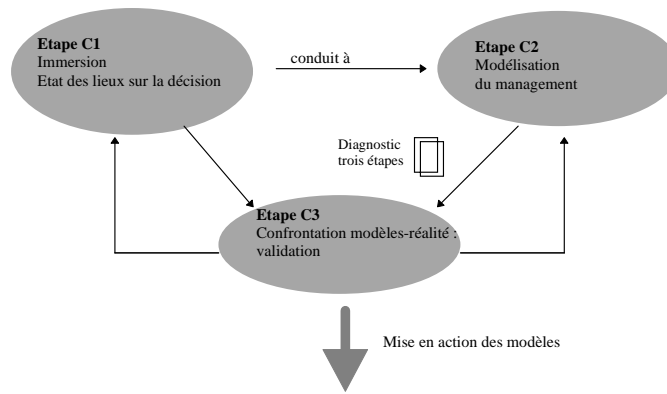 Etape C1
Immersion
Etat des lieux sur la décision
conduit à
Etape C2
Modélisation
du management
Diagnostic
trois étapes
Etape C3
Confrontation modèles-réalité :
validation
Mise en action des modèles